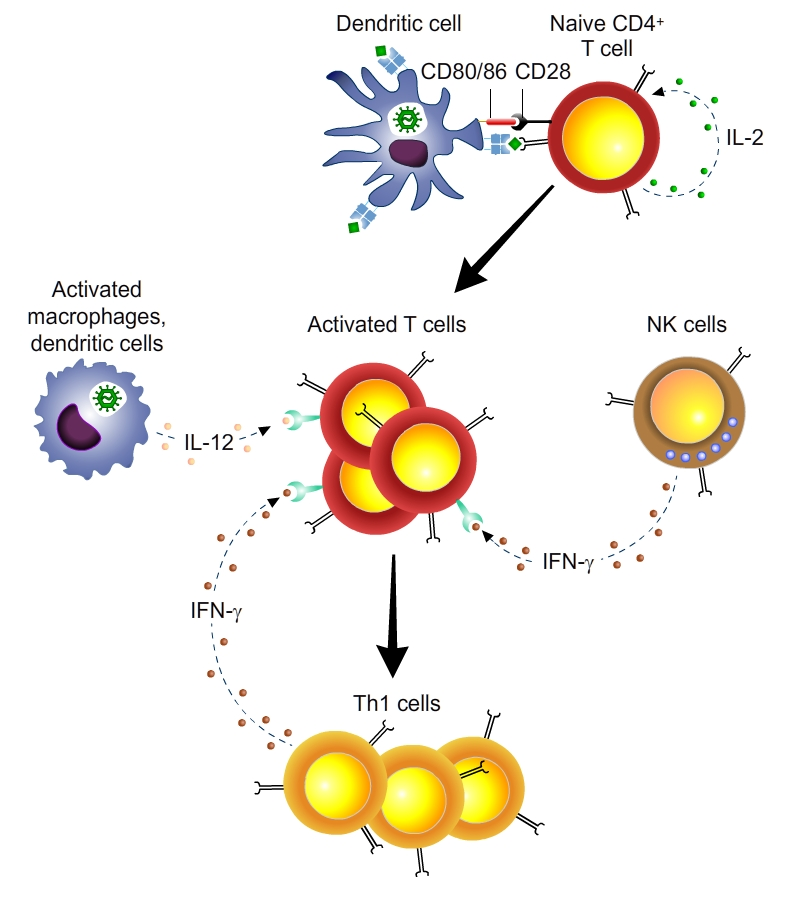 Dendritic cell
Naive CD4+
T cell
CD80/86
CD28
IL-2
Activated
macrophages,
dendritic cells
Activated T cells
NK cells
IL-12
IFN-γ
IFN-γ
Th1 cells